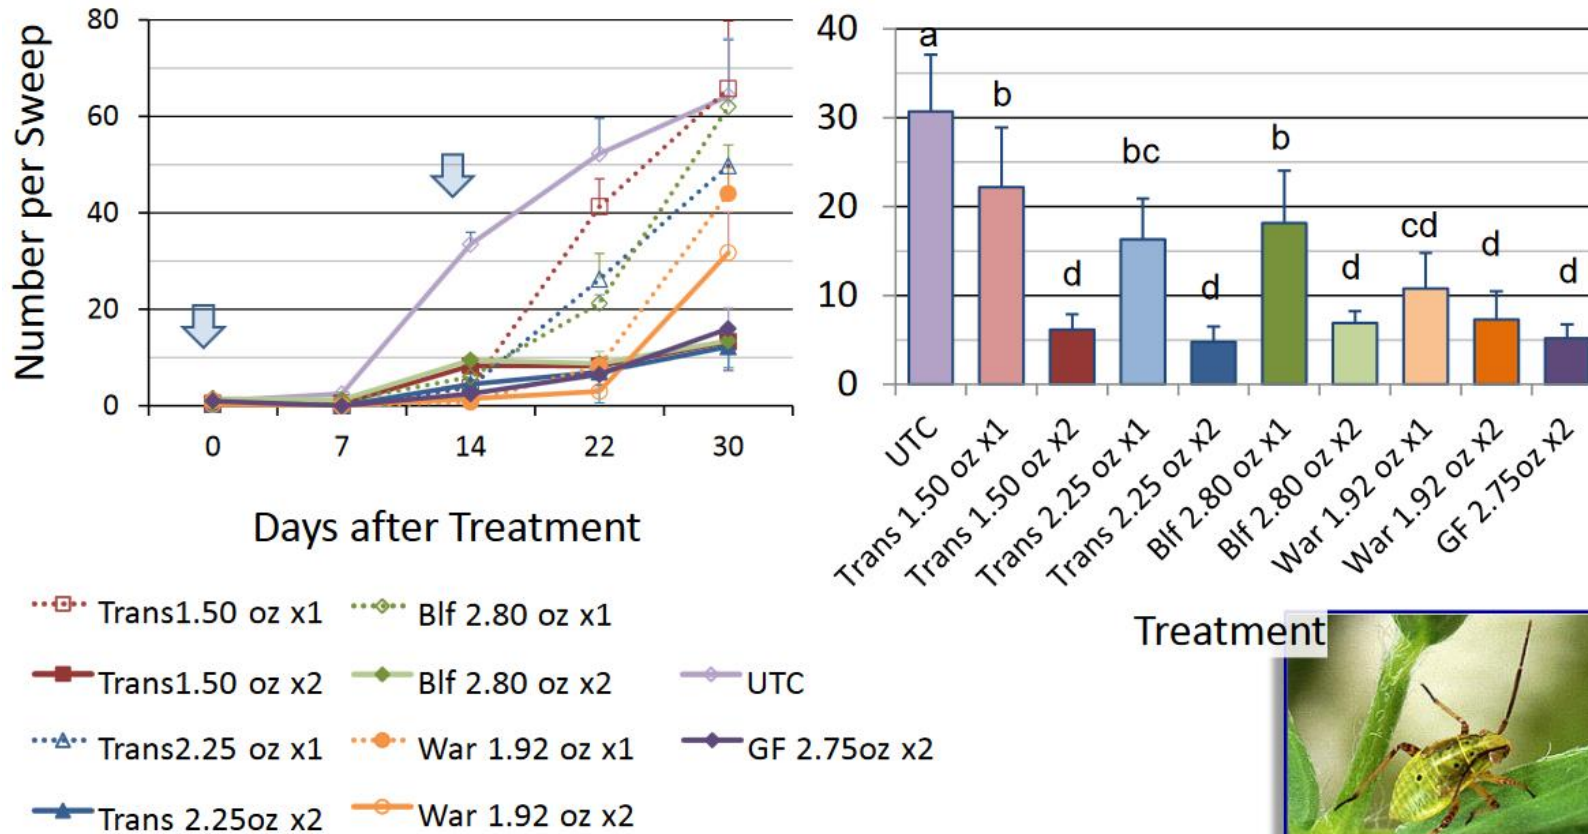 Number per Sweep
80
60
40
20
0
0 7 14 22 30
Days after Treatment
Trans1.50 oz x1
Blf 2.80 oz x1
Trans1.50 oz x2
Blf 2.80 oz x2
UTC
Trans2.25 oz x1
War 1.92 oz x1
GF 2.75oz x2
Trans 2.25oz x2
War 1.92 oz x2
40
30
20
10
0
a
b
d
bc
d
b
d
cd
d
d
UTC
Trans 1.50 oz x1
Trans 1.50 oz x2
Trans 2.25 oz x1
Trans 2.25 oz x2
Blf 2.80 oz x1
Blf 2.80 oz x2
War 1.92 oz x1
War 1.92 oz x2
GF 2.75oz x2
Treatment